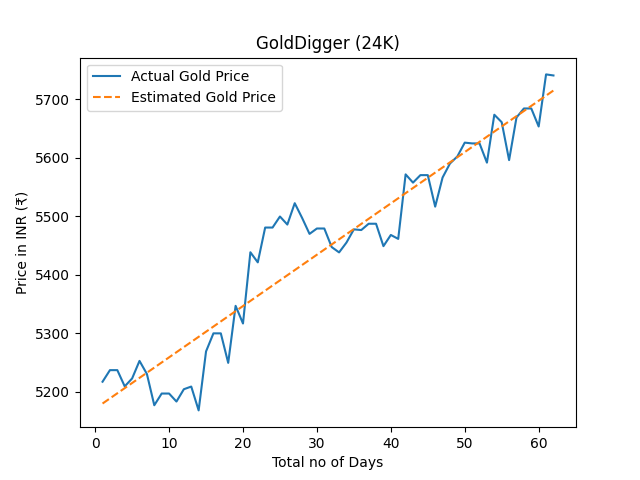 GoldDigger (24K)
Actual Gold Price
Estimated Gold Price
5700
5600
5500
5400
5300
5200
Price in INR (₹)
0 10 20 30 40 50 60
Total no of Days